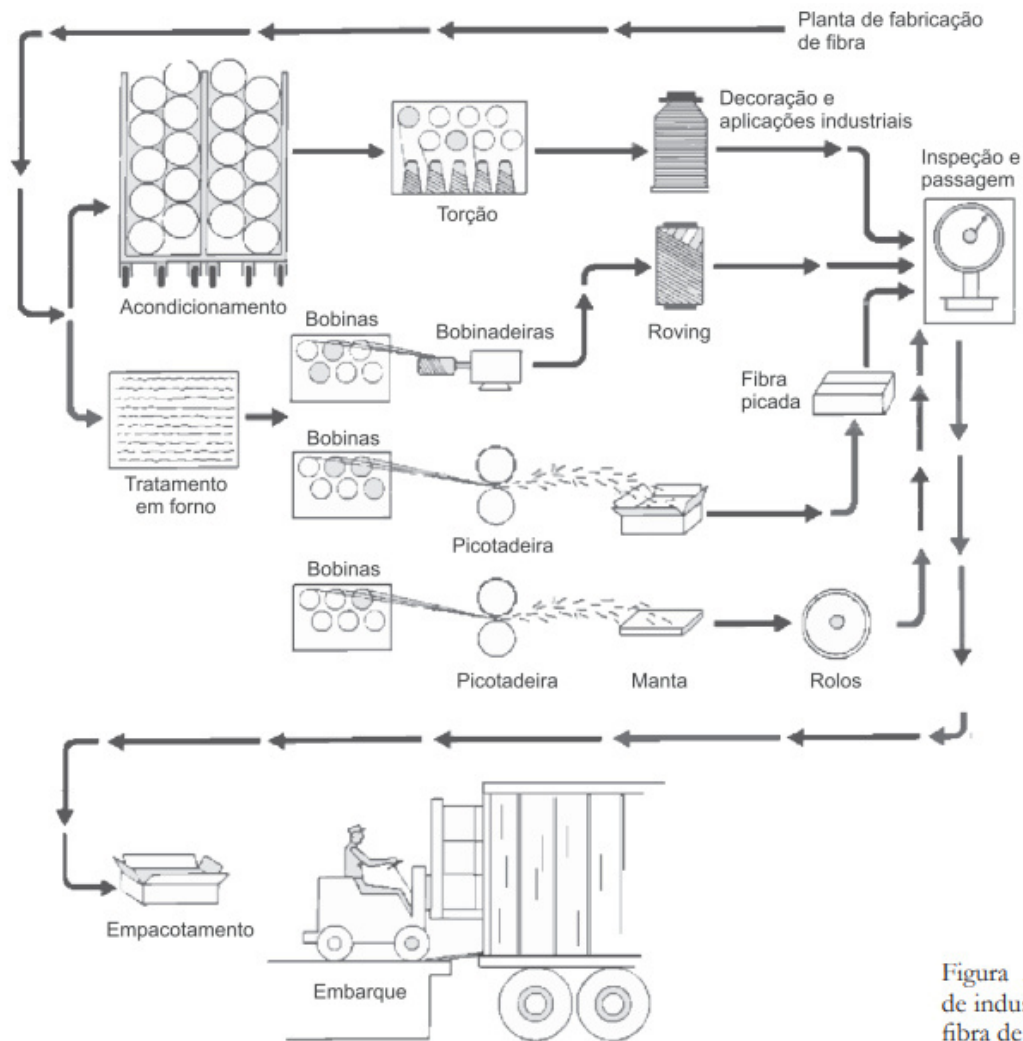 Planta de fabricação
de fibra
Decoração e
aplicações industriais
Inspeção e
passagem
Torção
Acondicionamento
Bobinas
Bobinadeiras
Roving
Fibra
picada
Tratamento
em forno
Bobinas
Picotadeira
Bobinas
Picotadeira
Manta
Rolos
Empacotamento
Embarque
Figura
de indus
fibra de